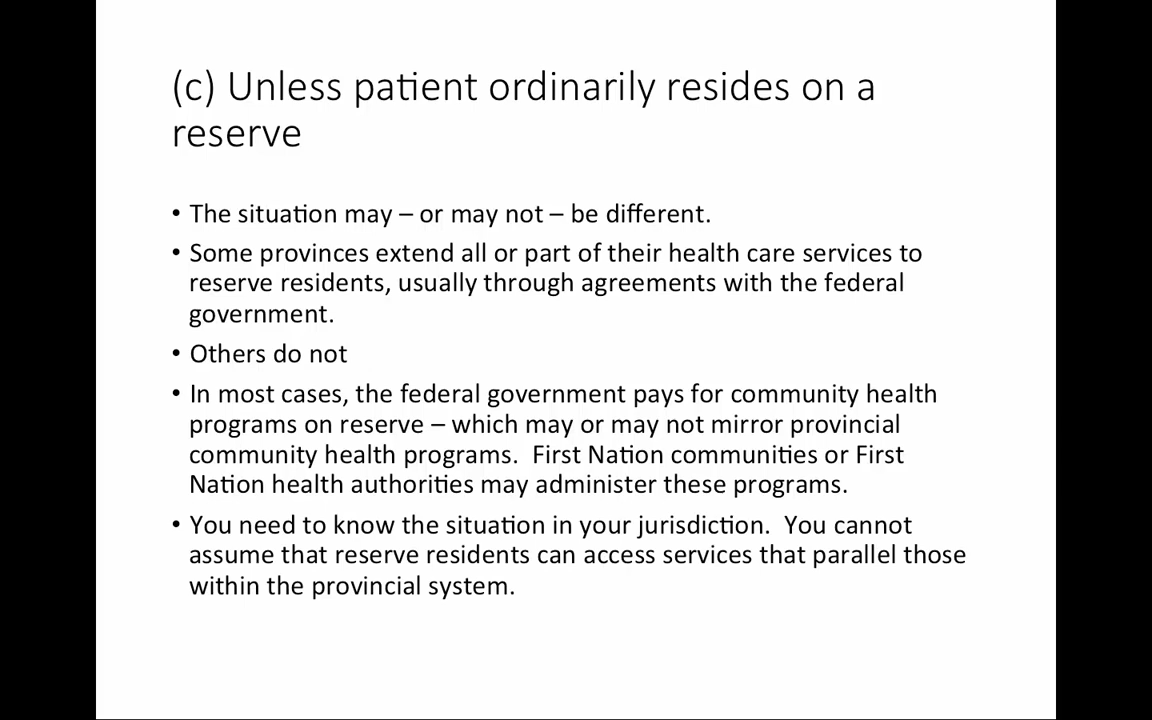 (c) Unless patient ordinarily resides on a
reserve
• The situation may – or may not – be different.
• Some provinces extend all or part of their health care services to
reserve residents, usually through agreements with the federal
government.
• Others do not
• In most cases, the federal government pays for community health
programs on reserve – which may or may not mirror provincial
community health programs.  First Nation communities or First
Nation health authorities may administer these programs.
• You need to know the situation in your jurisdiction.  You cannot
assume that reserve residents can access services that parallel those
within the provincial system.